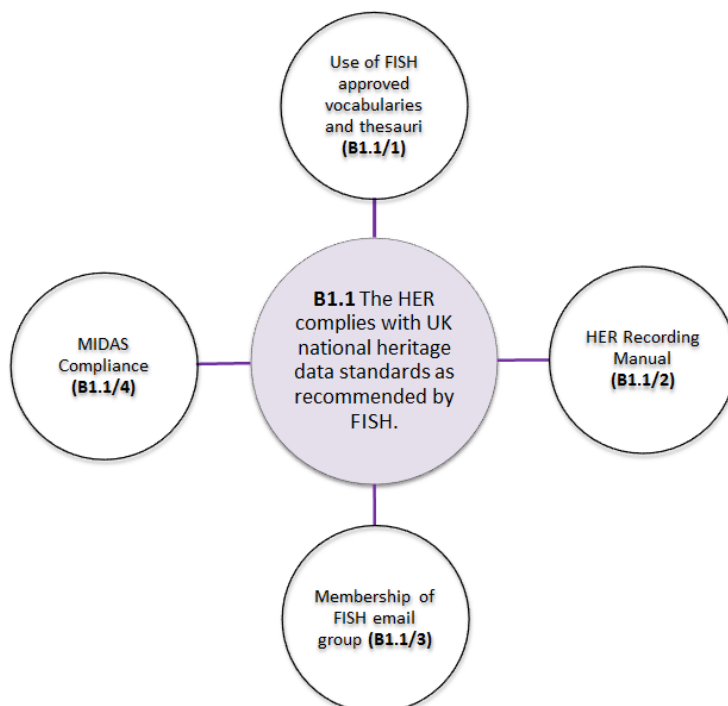 Use of FISH
approved
vocabularies
and thesauri
(B1.1/1)
B1.1 The HER
complies with UK
national heritage
data standards as
recommended by
FISH.
MIDAS
Compliance
(B1.1/4)
HER Recording
Manual
(B1.1/2)
Membership of
FISH email
group (B1.1/3)